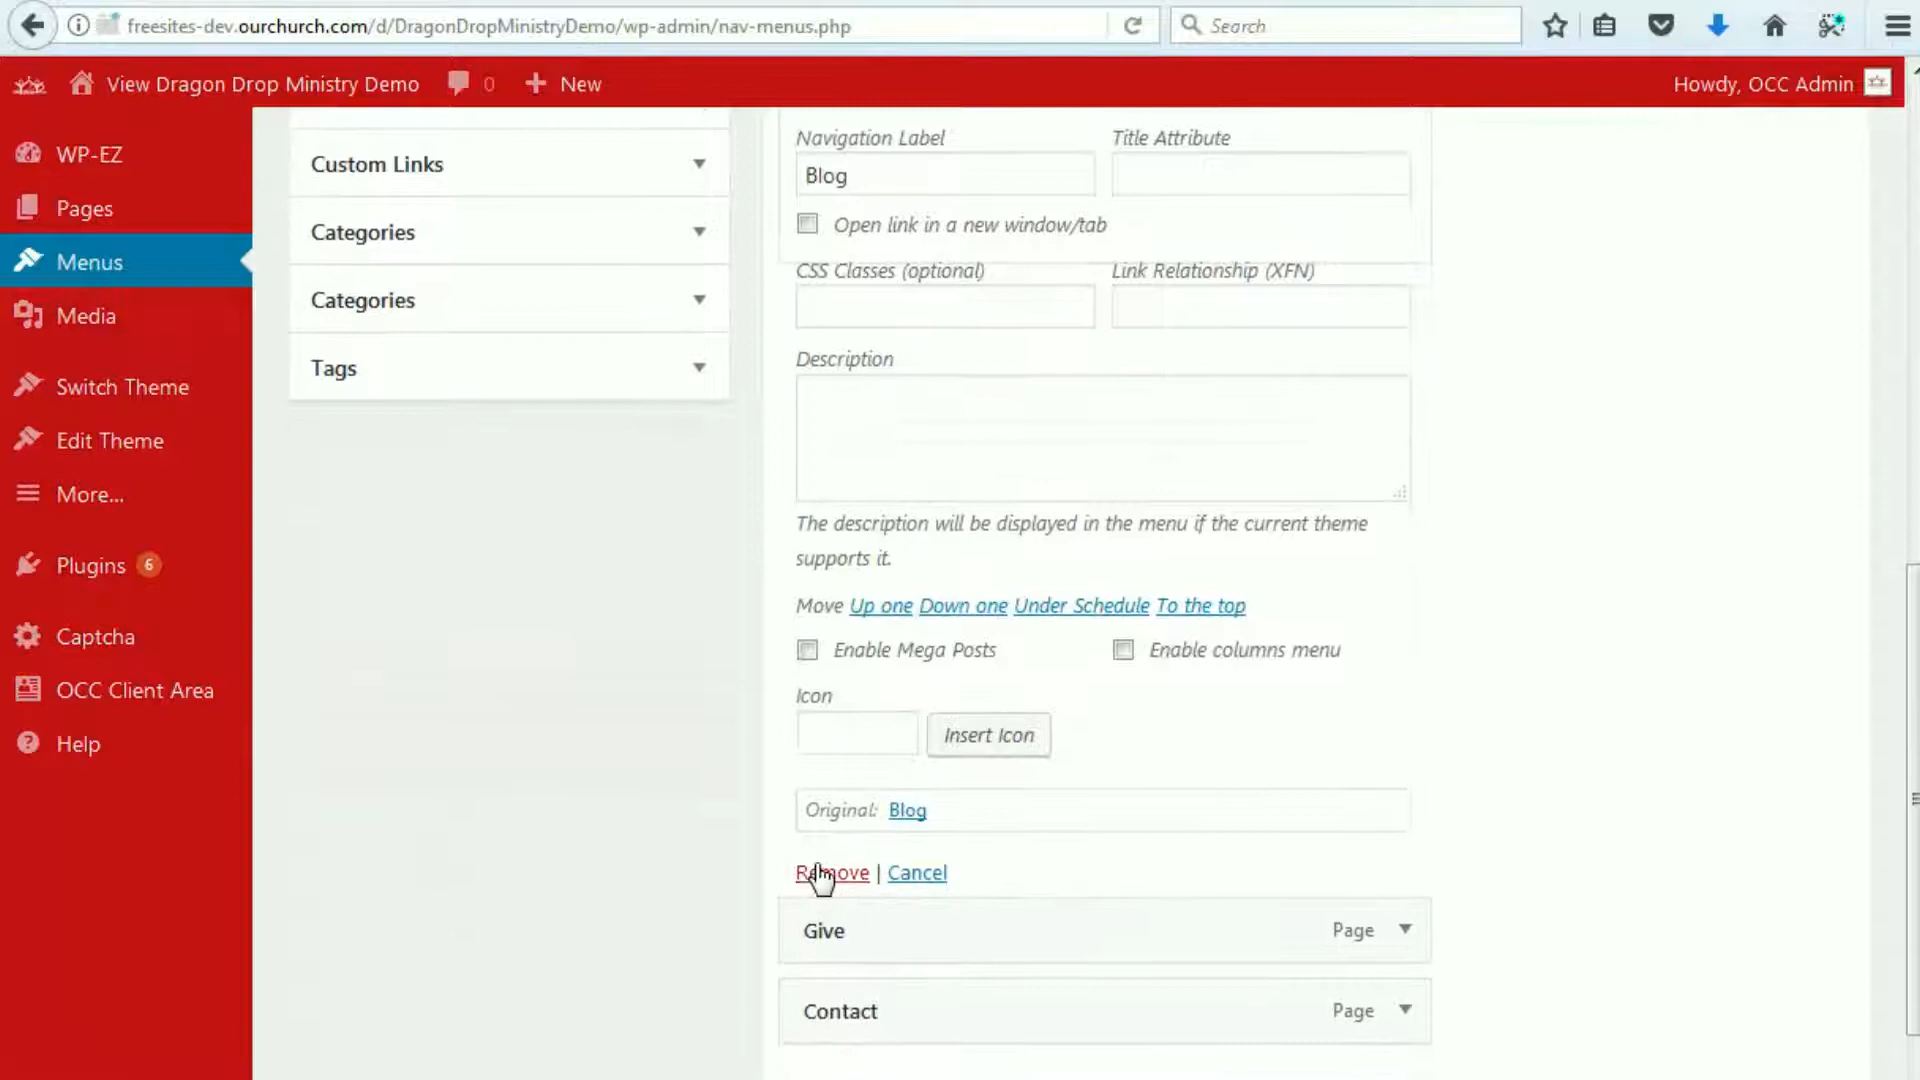 freesites-dev.ourchurch.com/d/DragonDropMinistryDemo/wp-admin/nav-menus.php
Search
View Dragon Drop Ministry Demo
0
New
Howdy, OCC Admin
WP-EZ
Pages
Menus
Media
Switch Theme
Edit Theme
More...
Plugins 6
Captcha
OCC Client Area
Help
Custom Links
Categories
Categories
Tags
Navigation Label
Title Attribute
Blog
Open link in a new window/tab
CSS Classes (optional)
Link Relationship (XFN)
Description
The description will be displayed in the menu if the current theme
supports it.
Move Up one Down one Under Schedule To the top
Enable Mega Posts
Enable columns menu
Icon
Insert Icon
Original: Blog
Remove | Cancel
Give
Page
Contact
Page